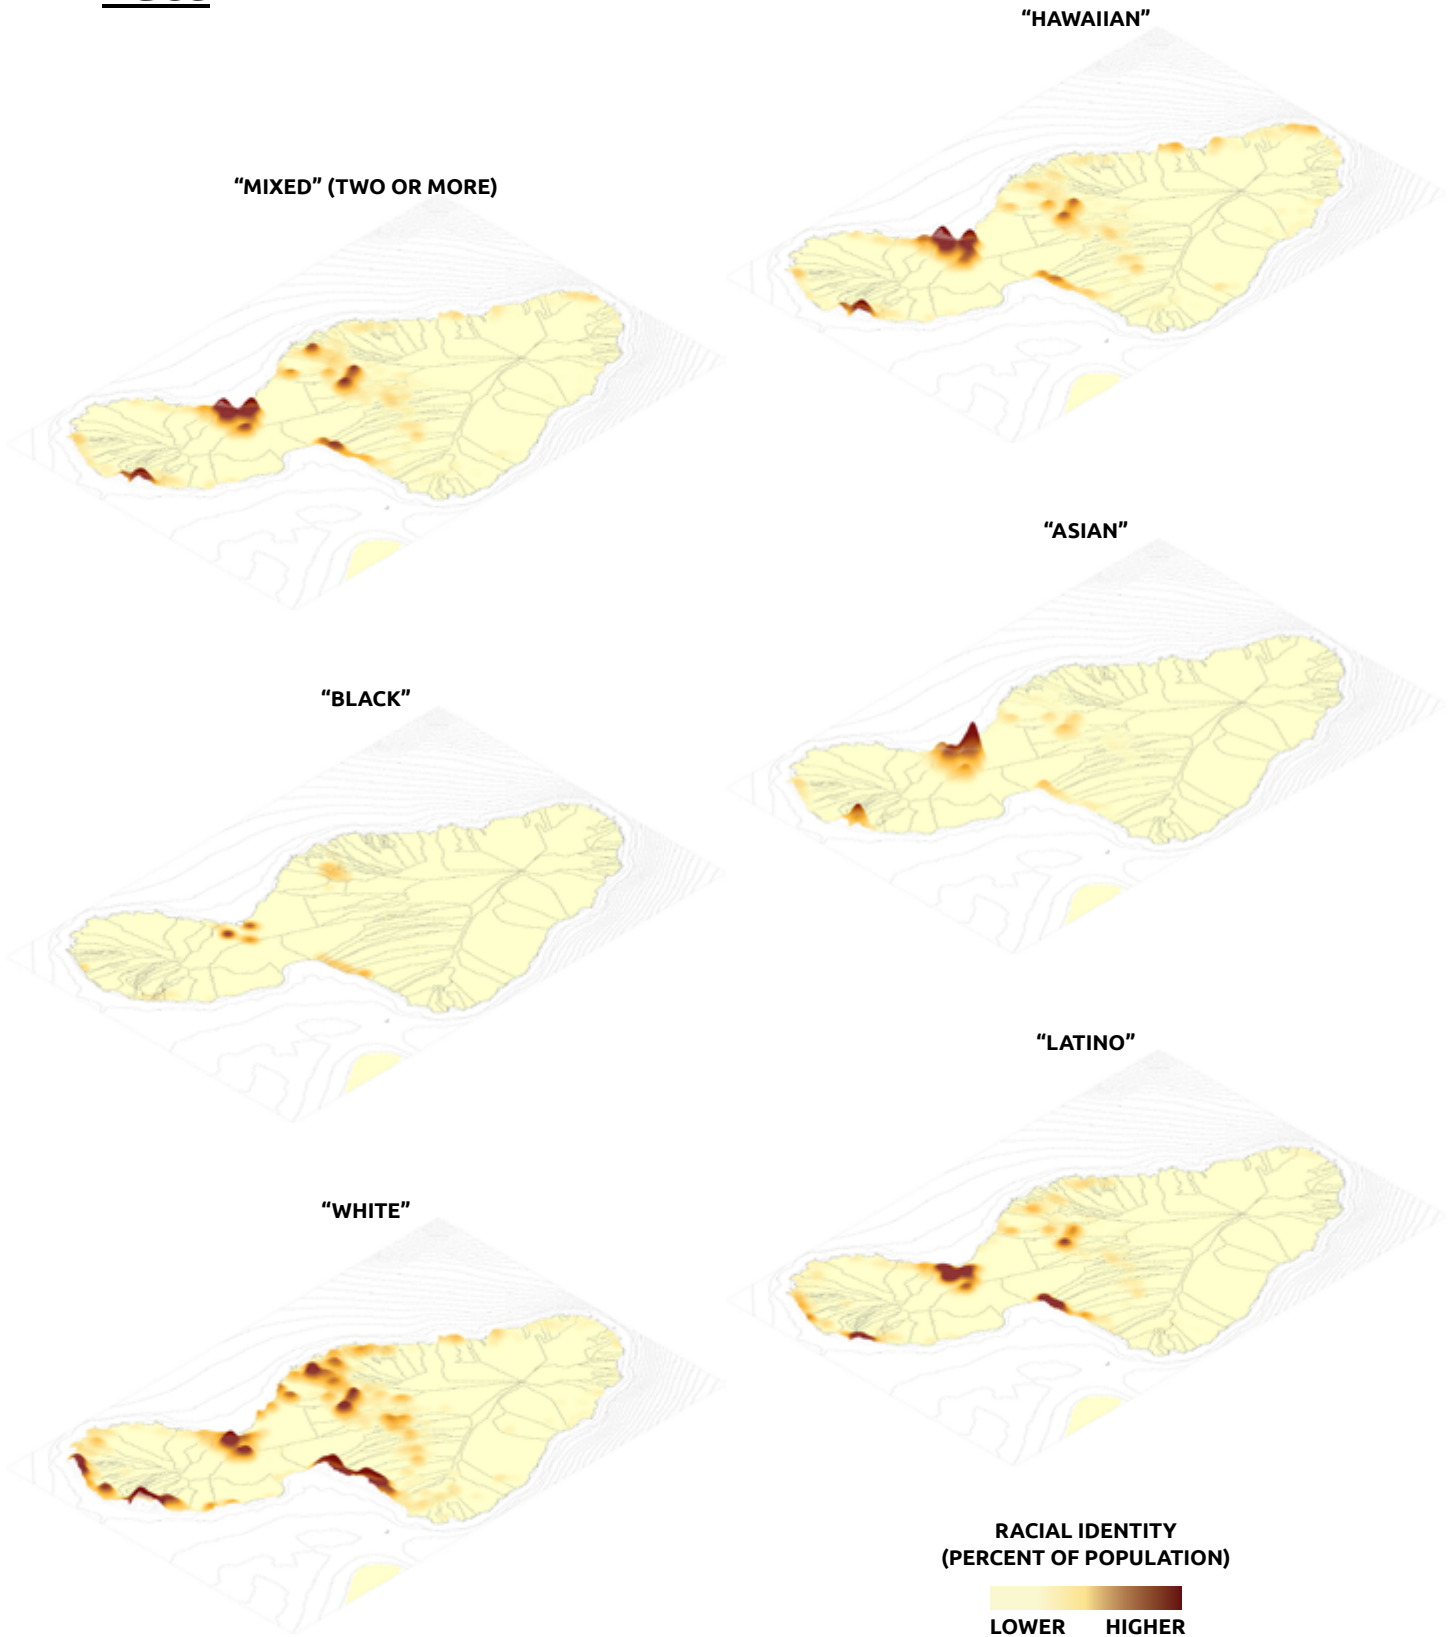 “HAWAIIAN”
“MIXED” (TWO OR MORE)
“ASIAN”
“BLACK”
“LATINO”
“WHITE”
RACIAL IDENTITY
(PERCENT OF POPULATION)
LOWER HIGHER